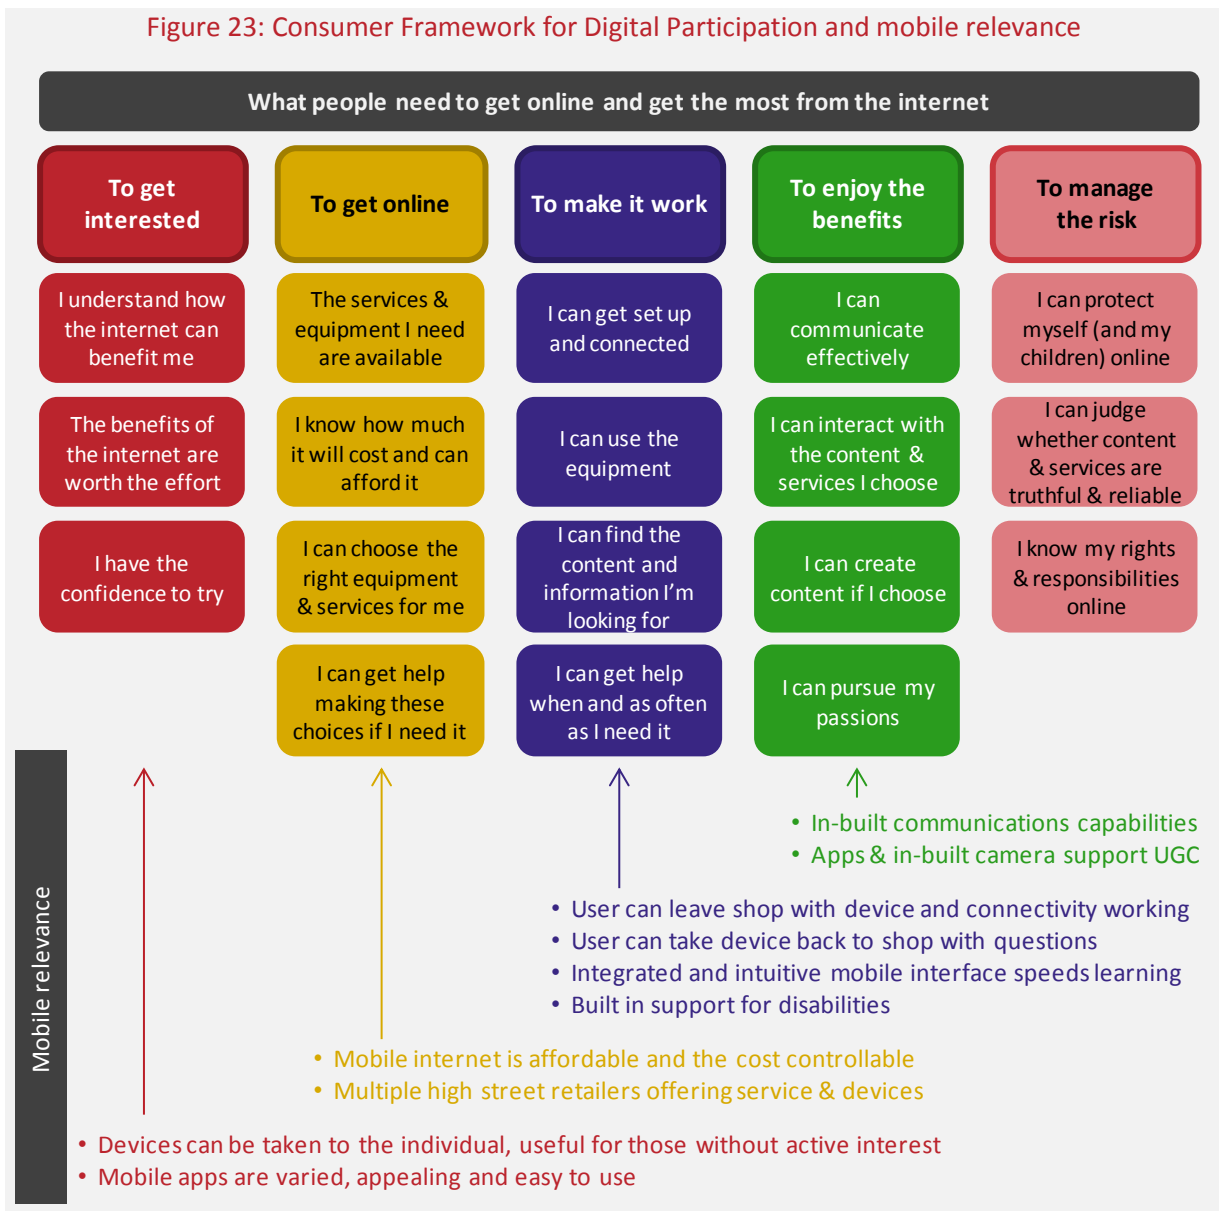 Figure 23: Consumer Framework for Digital Participation and mobile relevance
What people need to get online and get the most from the internet
To get
interested
To get online
To make it work
To enjoy the
benefits
To manage
the risk
I understand how
the internet can
benefit me
The services &
equipment I need
are available
I can get set up
and connected
I can
communicate
effectively
I can protect
myself (and my
children) online
The benefits of
the internet are
worth the effort
I know how much
it will cost and can
afford it
I can use the
equipment
I can interact with
the content &
services I choose
I can judge
whether content
& services are
truthful & reliable
I have the
confidence to try
I can choose the
right equipment
& services for me
I can find the
content and
information I'm
looking for
I can create
content if I choose
I know my rights
& responsibilities
online
I can get help
making these
choices if I need it
I can get help
when and as often
as I need it
I can pursue my
passions
Mobile relevance
• In-built communications capabilities
• Apps & in-built camera support UGC
• User can leave shop with device and connectivity working
• User can take device back to shop with questions
• Integrated and intuitive mobile interface speeds learning
• Built in support for disabilities
• Mobile internet is affordable and the cost controllable
• Multiple high street retailers offering service & devices
• Devices can be taken to the individual, useful for those without active interest
• Mobile apps are varied, appealing and easy to use